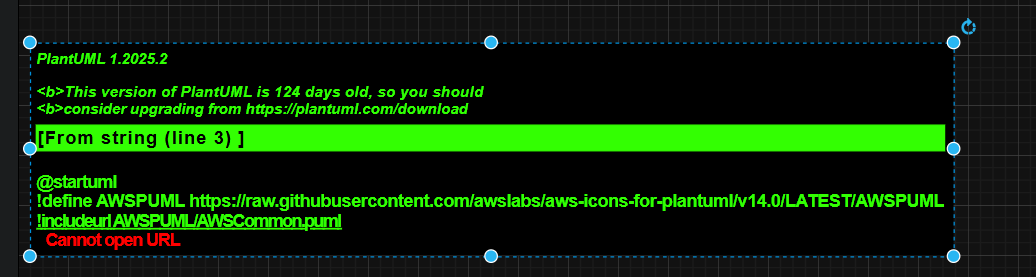 PlantUML 1.2025.2
<b>This version of PlantUML is 124 days old, so you should
<b>consider upgrading from https://plantuml.com/download
[From string (line 3) ]
@startuml
!define AWSPUML https://raw.githubusercontent.com/awslabs/aws-icons-for-plantuml/v14.0/LATEST/AWSPUML
!includeurl AWSPUML/AWSCommon.puml
Cannot open URL